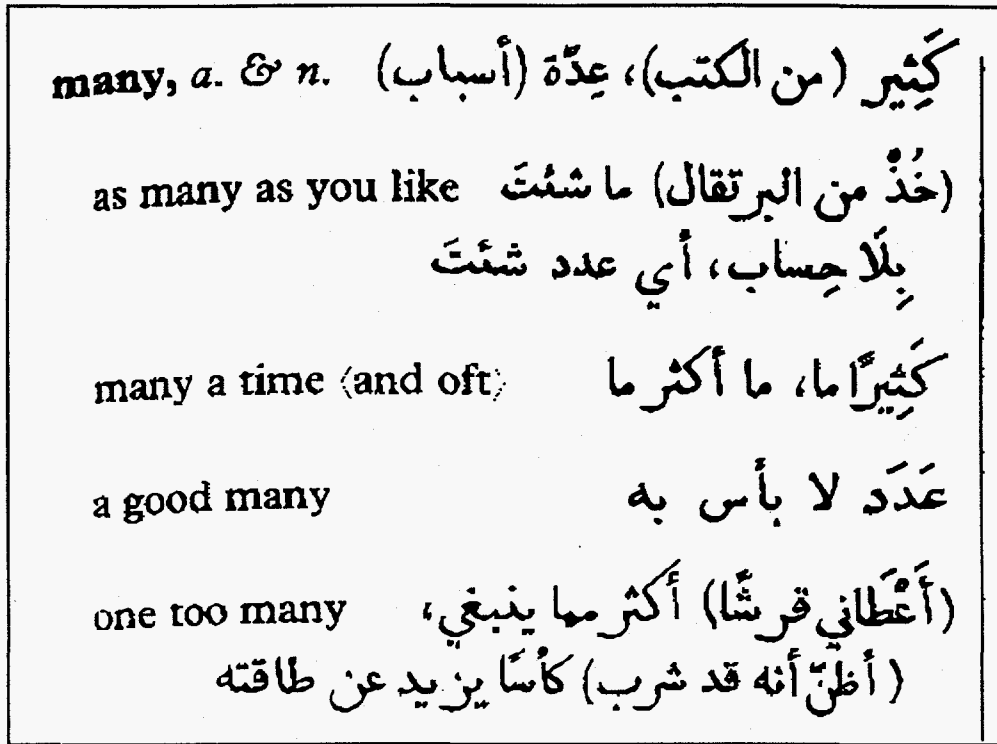 many, a. & n. كَثِير (من الكتب)، عِدَّة (أسباب)
as many as you like (خُذْ من البرتقال) ما شئتَ
بِلَا حِساب، أي عدد شئتَ
many a time (and oft) كَثِيرًا ما، ما أكثر ما
a good many عَدَد لا بأس به
one too many (أَعْطاني قرشًا) أكثر مما ينبغي،
(أظنّ أنه قد شرب) كأسًا يزيد عن طاقته